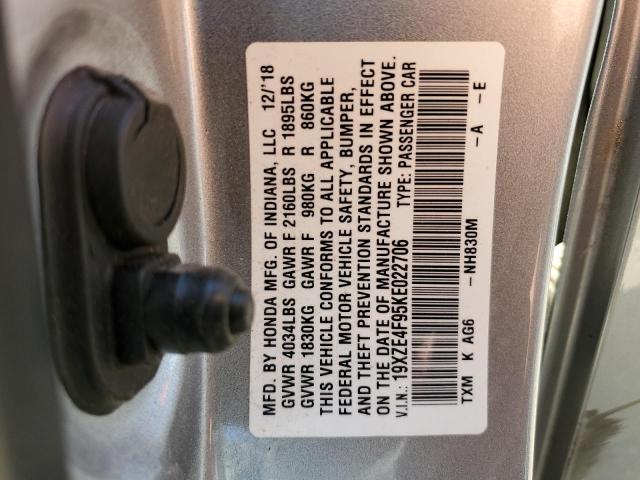 MFD. BY HONDA MFG. OF INDIANA, LLC 12/'18
GVWR 4034LBS GAWR F 2160LBS R 1895LBS
GVWR 1830KG GAWR F 980KG R 860KG
THIS VEHICLE CONFORMS TO ALL APPLICABLE
FEDERAL MOTOR VEHICLE SAFETY, BUMPER,
AND THEFT PREVENTION STANDARDS IN EFFECT
ON THE DATE OF MANUFACTURE SHOWN ABOVE.
V.I.N.: 19XZE4F95KE022706 TYPE: PASSENGER CAR
TXM K AG6 -NH830M -A -E